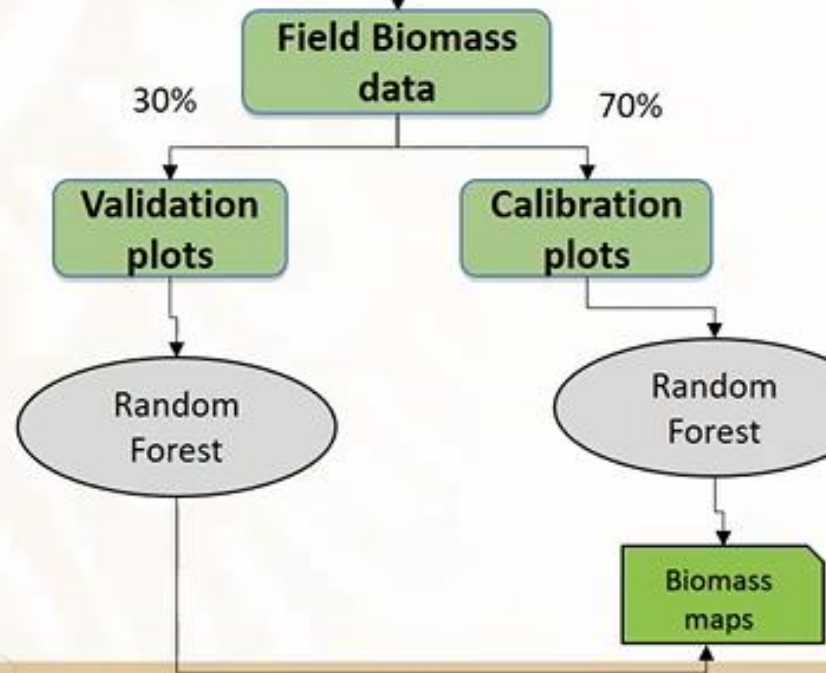 Field Biomass
data
30%
70%
Validation
plots
Calibration
plots
Random
Forest
Random
Forest
Biomass
maps